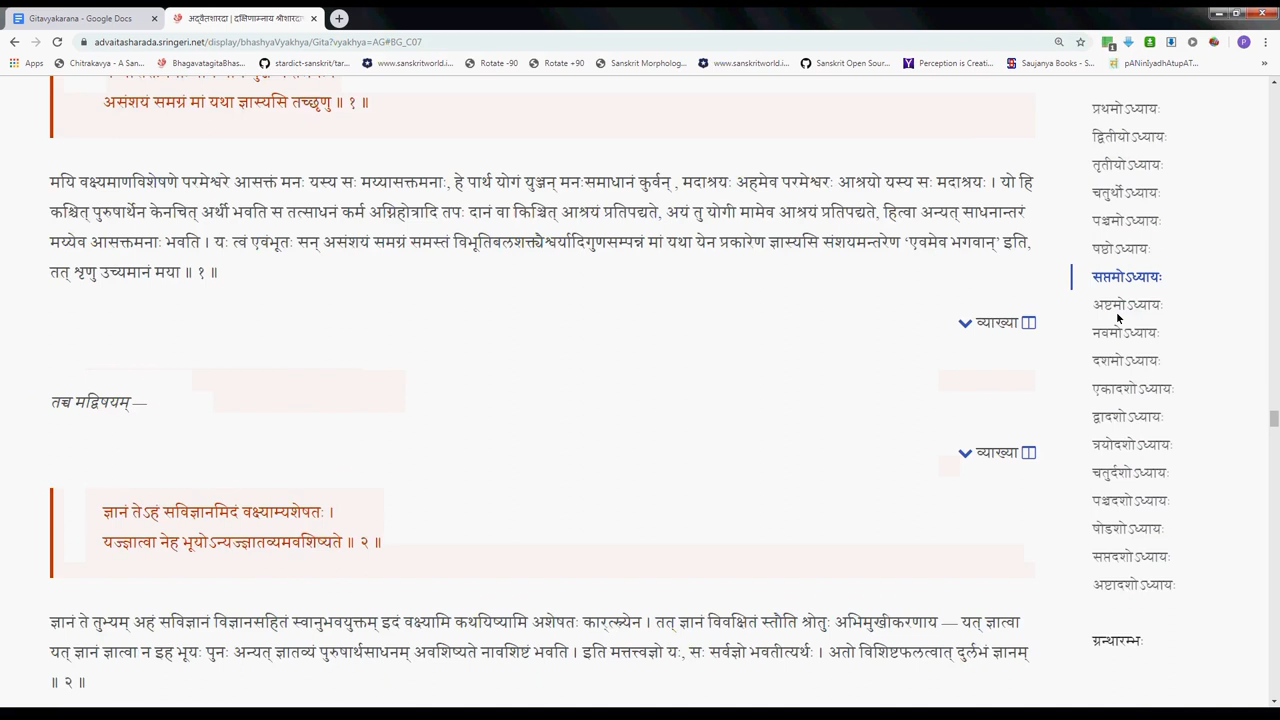 Gitavyakarana - Google Docs
अद्वैतशारदा | दक्षिणाम्नाय श्रीशारदा
advaitasharada.sringeri.net/display/bhashyaVyakhya/Gita?vyakhya=AG#BG_C07
Apps Chitrakavya - A San... BhagavatagitaBhas... stardict-sanskrit/tar... www.sanskritworld.i... Rotate -90 Rotate +90 Sanskrit Morpholog... www.sanskritworld.i... Sanskrit Open Sour... Perception is Creati... Saujanya Books - S... pANinIyadhAtupAT... »
असंशयं समग्रं मां यथा ज्ञास्यसि तच्छृणु ॥ १ ॥
मयि वक्ष्यमाणविशेषणे परमेश्वरे आसक्तं मनः यस्य सः मय्यासक्तमनाः, हे पार्थ योगं युञ्जन् मनःसमाधानं कुर्वन् , मदाश्रयः अहमेव परमेश्वरः आश्रयो यस्य सः मदाश्रयः । यो हि
कश्चित् पुरुषार्थेन केनचित् अर्थी भवति स तत्साधनं कर्म अग्निहोत्रादि तपः दानं वा किञ्चित् आश्रयं प्रतिपद्यते, अयं तु योगी मामेव आश्रयं प्रतिपद्यते, हित्वा अन्यत् साधनान्तरं
मय्येव आसक्तमनाः भवति । यः त्वं एवंभूतः सन् असंशयं समग्रं समस्तं विभूतिबलशक्त्यैश्वर्यादिगुणसम्पन्नं मां यथा येन प्रकारेण ज्ञास्यसि संशयमन्तरेण ‘एवमेव भगवान्’ इति,
तत् शृणु उच्यमानं मया ॥ १ ॥
व्याख्या
तच्च मद्विषयम् —
व्याख्या
ज्ञानं तेऽहं सविज्ञानमिदं वक्ष्याम्यशेषतः ।
यज्ज्ञात्वा नेह भूयोऽन्यज्ज्ञातव्यमवशिष्यते ॥ २ ॥
ज्ञानं ते तुभ्यम् अहं सविज्ञानं विज्ञानसहितं स्वानुभवयुक्तम् इदं वक्ष्यामि कथयिष्यामि अशेषतः कार्त्स्न्येन । तत् ज्ञानं विवक्षितं स्तौति श्रोतुः अभिमुखीकरणाय — यत् ज्ञात्वा
यत् ज्ञानं ज्ञात्वा न इह भूयः पुनः अन्यत् ज्ञातव्यं पुरुषार्थसाधनम् अवशिष्यते नावशिष्टं भवति । इति मत्तत्त्वज्ञो यः, सः सर्वज्ञो भवतीत्यर्थः । अतो विशिष्टफलत्वात् दुर्लभं ज्ञानम्
॥ २ ॥
प्रथमोऽध्यायः
द्वितीयोऽध्यायः
तृतीयोऽध्यायः
चतुर्थोऽध्यायः
पञ्चमोऽध्यायः
षष्ठोऽध्यायः
सप्तमोऽध्यायः
अष्टमोऽध्यायः
नवमोऽध्यायः
दशमोऽध्यायः
एकादशोऽध्यायः
द्वादशोऽध्यायः
त्रयोदशोऽध्यायः
चतुर्दशोऽध्यायः
पञ्चदशोऽध्यायः
षोडशोऽध्यायः
सप्तदशोऽध्यायः
अष्टादशोऽध्यायः
ग्रन्थारम्भः